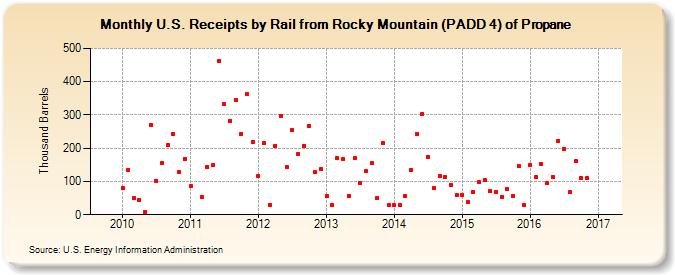 Monthly U.S. Receipts by Rail from Rocky Mountain (PADD 4) of Propane
Thousand Barrels
500
400
300
200
100
0
2010 2011 2012 2013 2014 2015 2016 2017
Source: U.S. Energy Information Administration